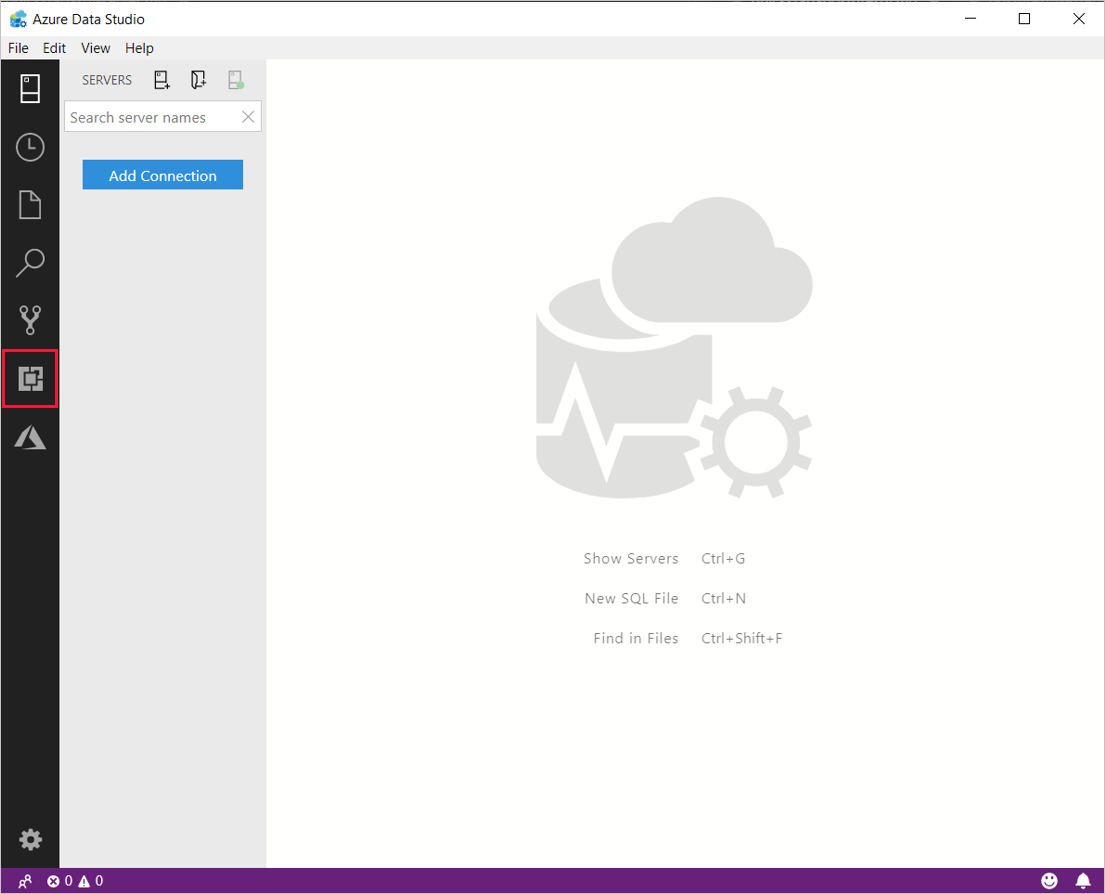 Azure Data Studio
File Edit View Help
SERVERS
Search server names
Add Connection
Show Servers Ctrl+G
New SQL File Ctrl+N
Find in Files Ctrl+Shift+F
0 0